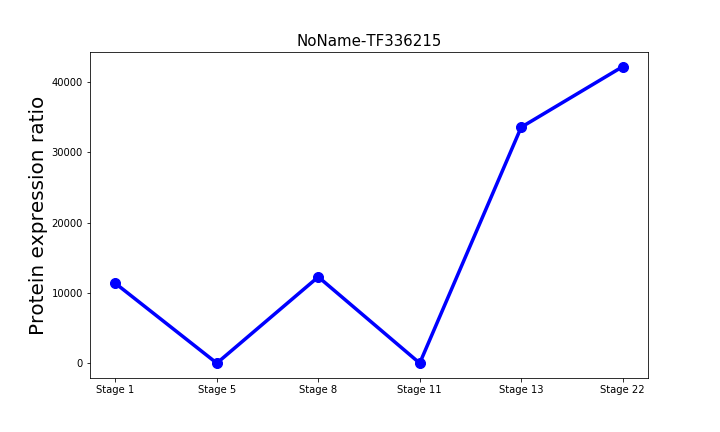 NoName-TF336215
Protein expression ratio
40000
30000
20000
10000
0
Stage 1 Stage 5 Stage 8 Stage 11 Stage 13 Stage 22